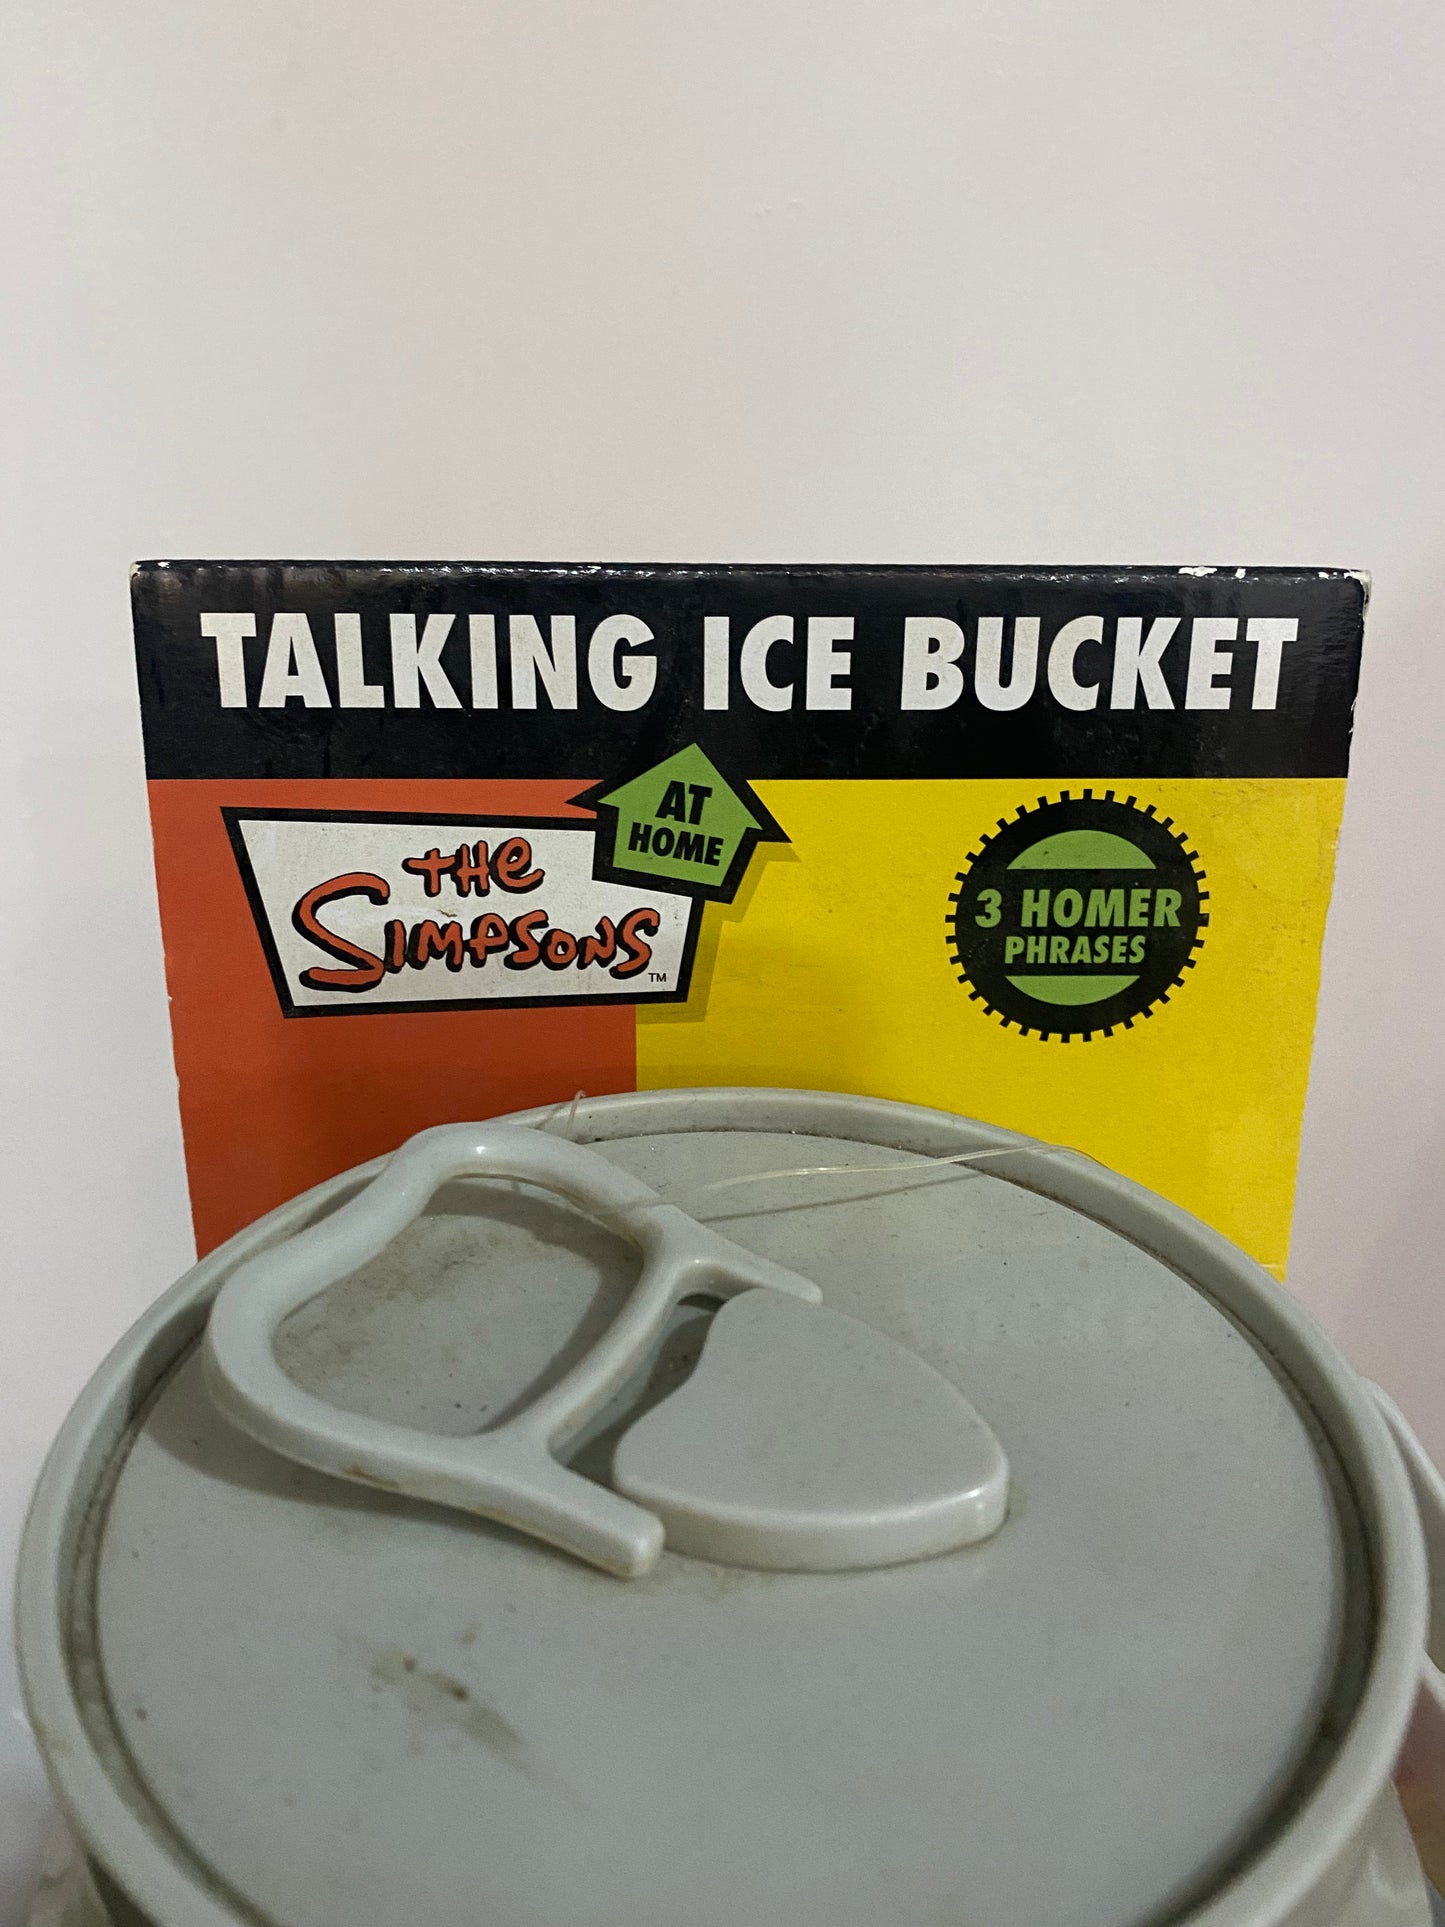 TALKING ICE BUCKET
AT
HOME
THE
SIMPSONS
TM
3 HOMER
PHRASES